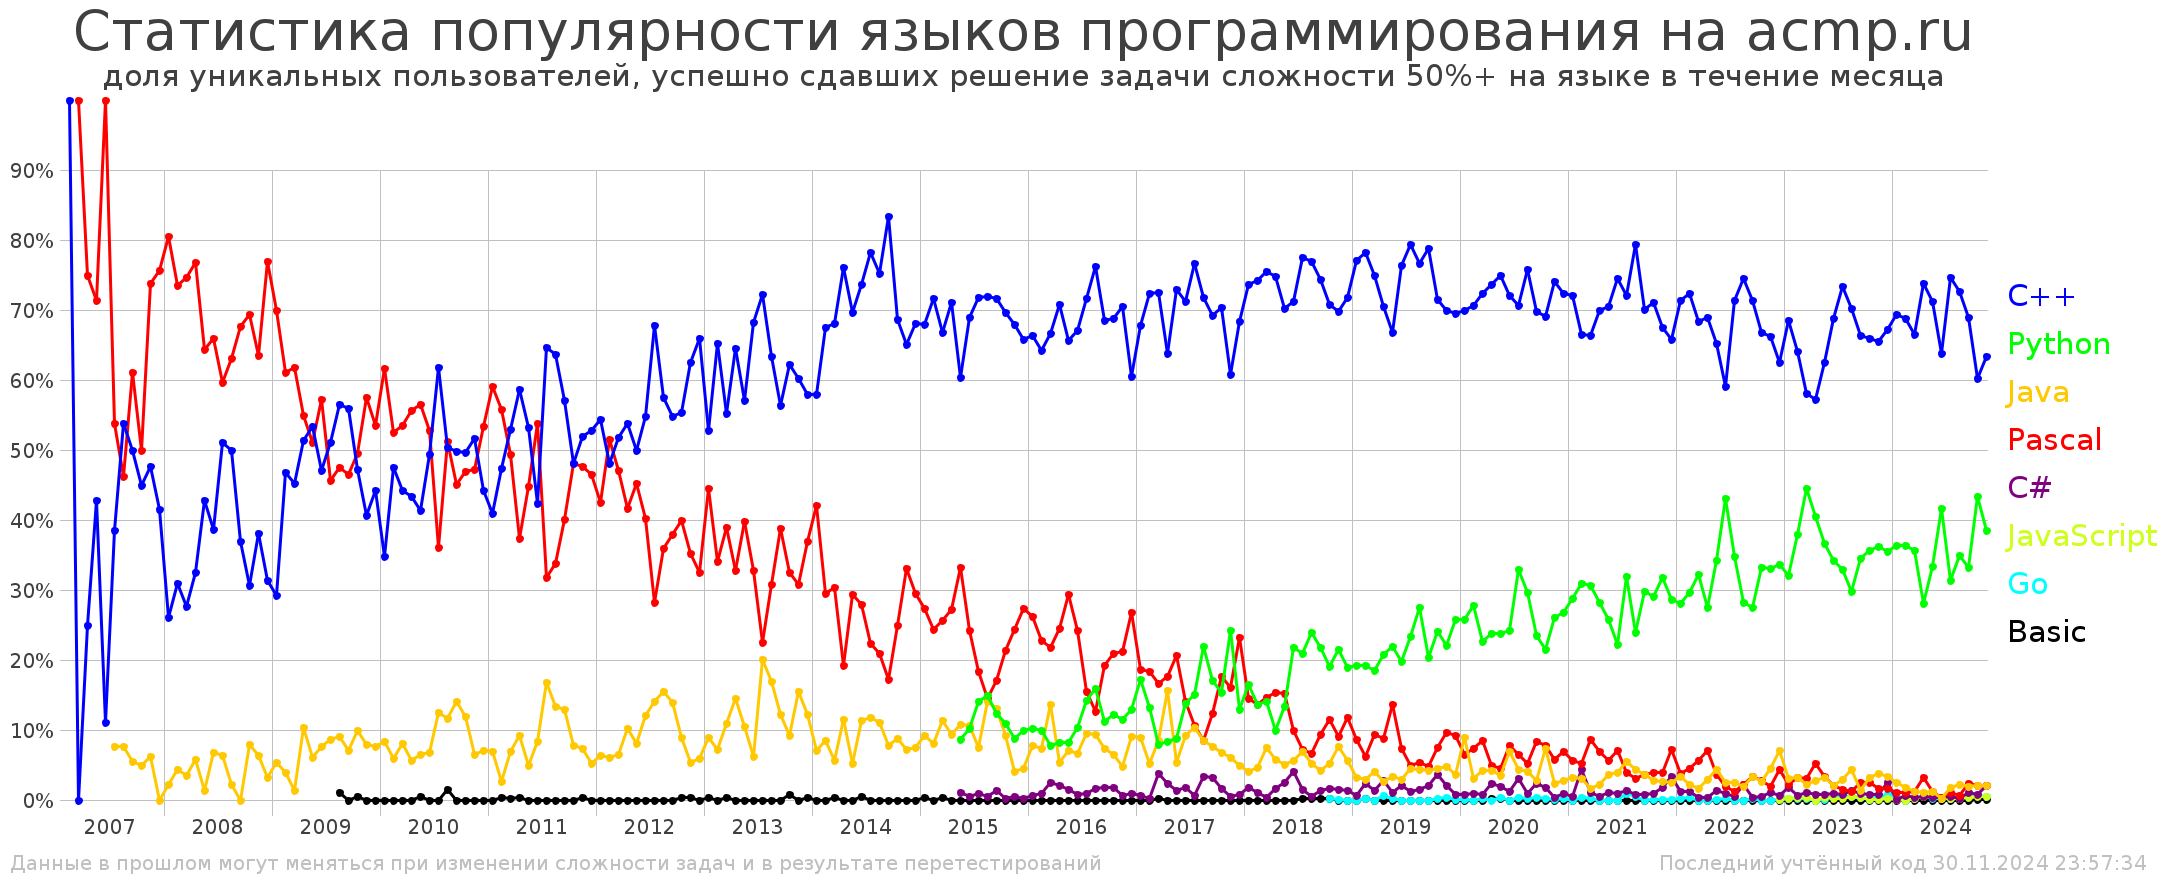 Статистика популярности языков программирования на acmp.ru
доля уникальных пользователей, успешно сдавших решение задачи сложности 50%+ на языке в течение месяца
90%
80%
70%
60%
50%
40%
30%
20%
10%
0%
C++
Python
Java
Pascal
C#
JavaScript
Go
Basic
2007 2008 2009 2010 2011 2012 2013 2014 2015 2016 2017 2018 2019 2020 2021 2022 2023 2024
Данные в прошлом могут меняться при изменении сложности задач и в результате перетестирований
Последний учтённый код 30.11.2024 23:57:34